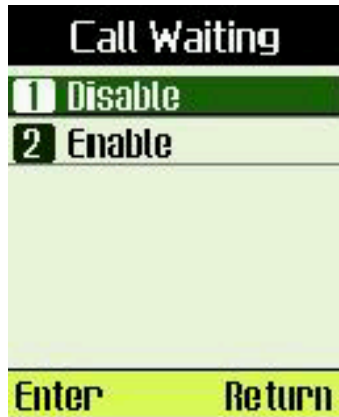 Call Waiting
1 Disable
2 Enable
Enter Return